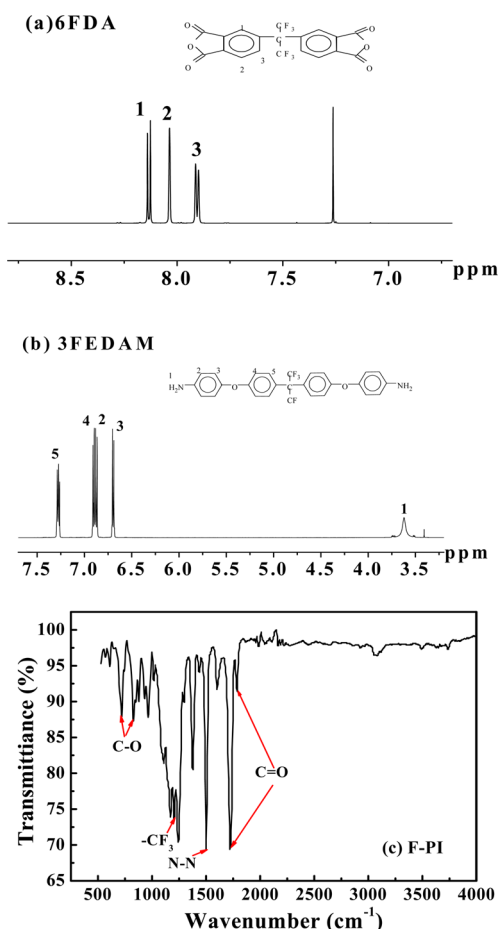 (a)6FDA
O
O
O
O
O
O
1
2
3
CF3
C
CF3
1
2
3
8.5
8.0
7.5
7.0
ppm
(b) 3FEDAM
1
2
3
4
5
H2N
O
CF3
C
CF
O
NH2
5
4
2
3
1
7.5
7.0
6.5
6.0
5.5
5.0
4.5
4.0
3.5
ppm
100
95
90
85
80
75
70
65
Transmittiance (%)
C-O
-CF3
N-N
C=O
(c) F-PI
500
1000
1500
2000
2500
3000
3500
4000
Wavenumber (cm-1)